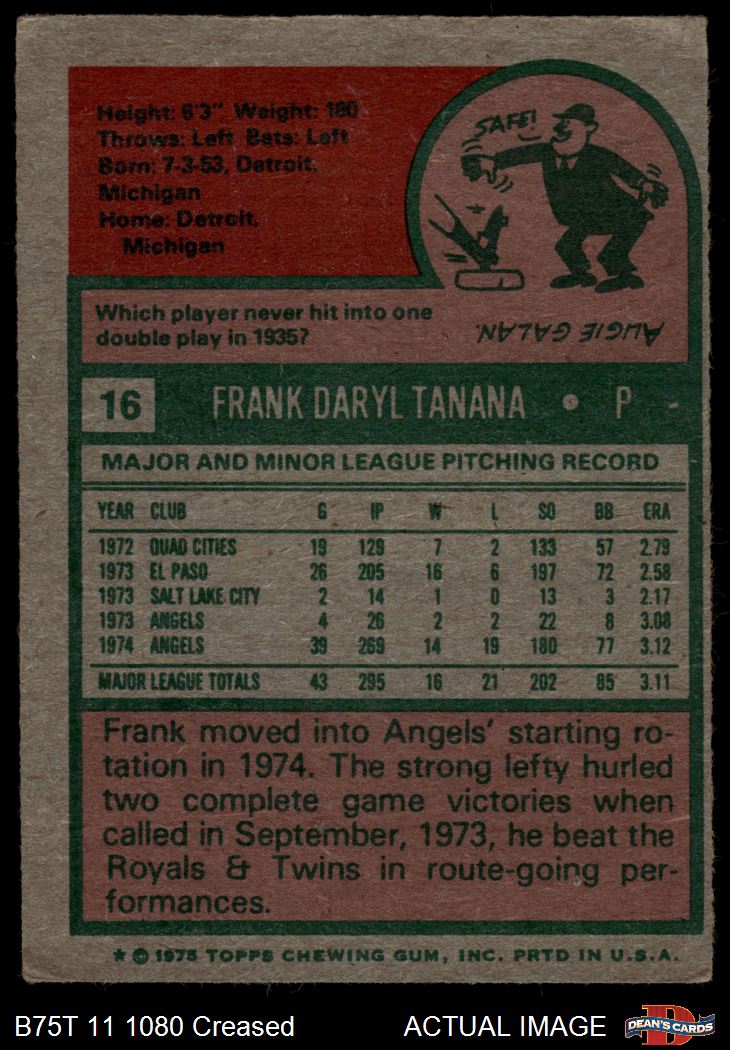 Height: 6'3" Weight: 180
Throws: Left Bats: Left
Born: 7-3-53, Detroit,
Michigan
Home: Detroit,
Michigan
SAFE!
Which player never hit into one
double play in 1935?
AUGIE GALAN.
16 FRANK DARYL TANANA • P -
MAJOR AND MINOR LEAGUE PITCHING RECORD
YEAR CLUB G IP W L SO BB ERA
1972 QUAD CITIES 19 129 7 2 133 57 2.79
1973 EL PASO 26 205 16 6 197 72 2.58
1973 SALT LAKE CITY 2 14 1 0 13 3 2.17
1973 ANGELS 4 26 2 2 22 8 3.08
1974 ANGELS 39 269 14 19 180 77 3.12
MAJOR LEAGUE TOTALS 43 295 16 21 202 85 3.11
Frank moved into Angels' starting ro-
tation in 1974. The strong lefty hurled
two complete game victories when
called in September, 1973, he beat the
Royals & Twins in route-going per-
formances.
* © 1975 TOPPS CHEWING GUM, INC. PRTD IN U.S.A.
B75T 11 1080 Creased ACTUAL IMAGE DEAN'S CARDS